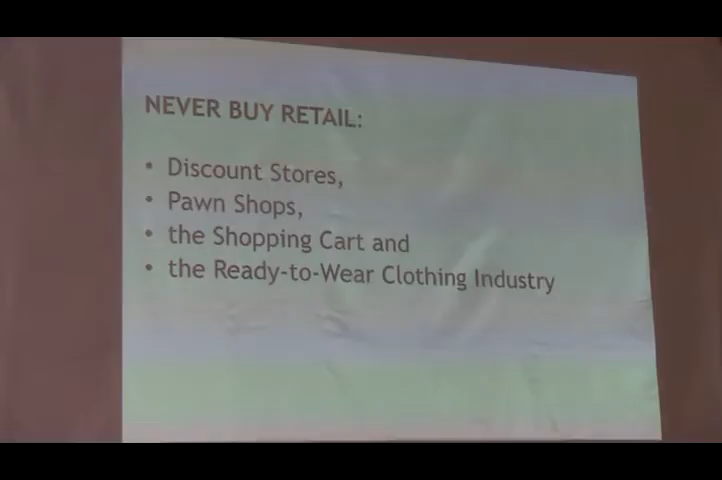 NEVER BUY RETAIL:
• Discount Stores,
• Pawn Shops,
• the Shopping Cart and
• the Ready-to-Wear Clothing Industry